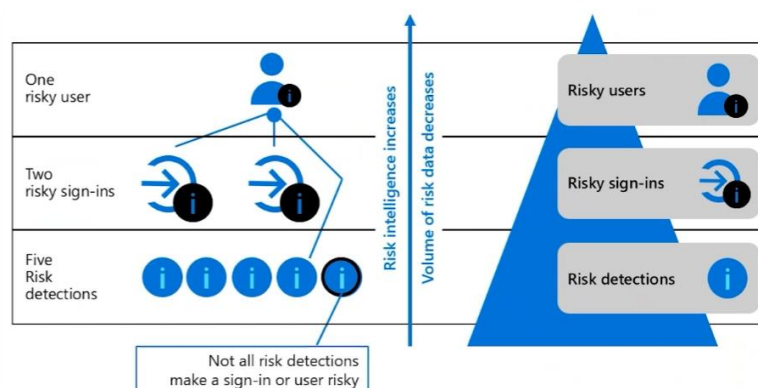 One
risky user
Two
risky sign-ins
Five
Risk
detections
Not all risk detections
make a sign-in or user risky
Risk intelligence increases
Volume of risk data decreases
Risky users
Risky sign-ins
Risk detections